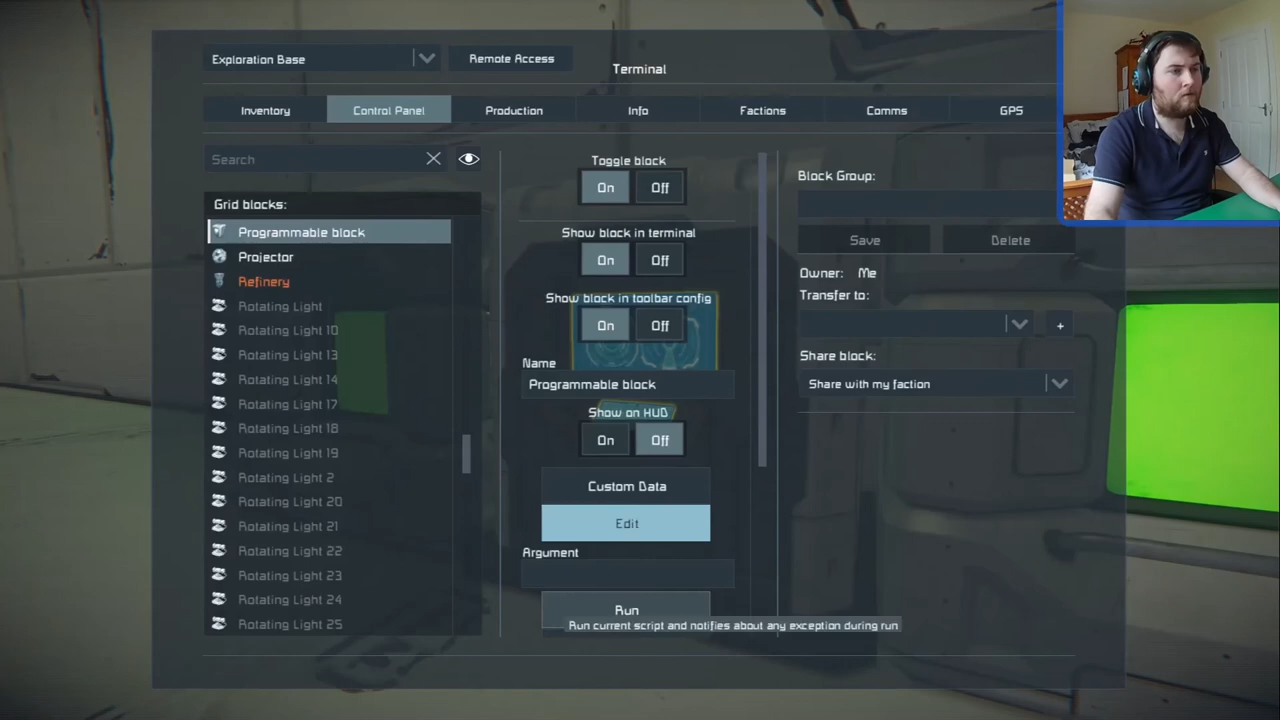 Exploration Base
Remote Access
Terminal
Inventory
Control Panel
Production
Info
Factions
Comms
GPS
Search
Grid blocks:
Programmable block
Projector
Refinery
Rotating Light
Rotating Light 10
Rotating Light 13
Rotating Light 14
Rotating Light 17
Rotating Light 18
Rotating Light 19
Rotating Light 2
Rotating Light 20
Rotating Light 21
Rotating Light 22
Rotating Light 23
Rotating Light 24
Rotating Light 25
Toggle block
On Off
Show block in terminal
On Off
Show block in toolbar config
On Off
Name
Programmable block
Show on HUD
On Off
Custom Data
Edit
Argument
Run
Run current script and notifies about any exception during run
Block Group:
Save Delete
Owner: Me
Transfer to:
+
Share block:
Share with my faction